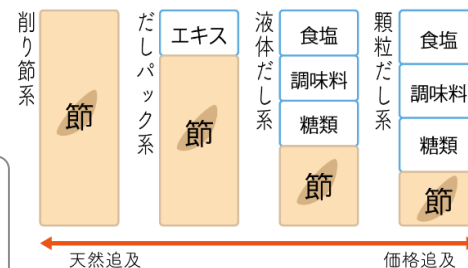 削り節系
節
だしパック系
エキス
節
液体だし系
食塩
調味料
糖類
節
顆粒だし系
食塩
調味料
糖類
節
天然追及
価格追及